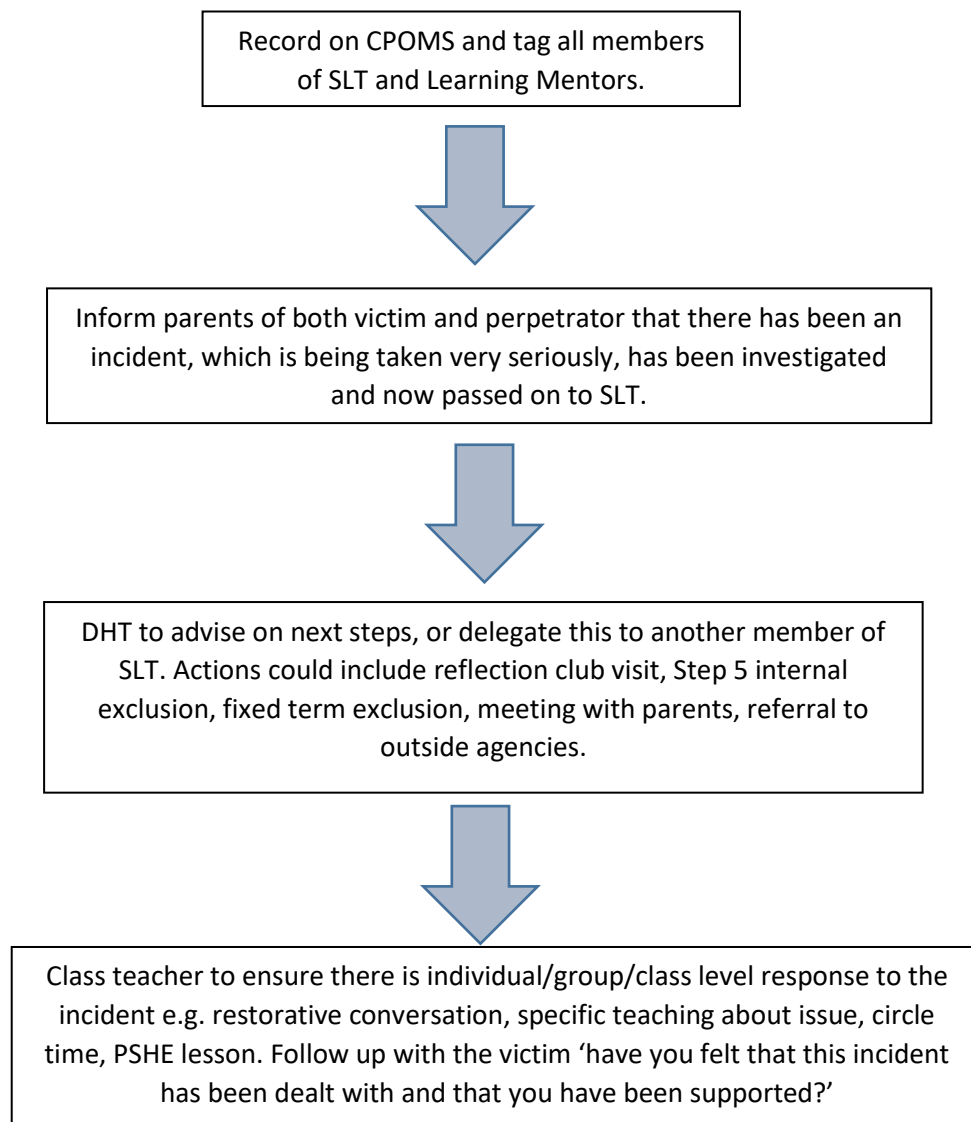 Record on CPOMS and tag all members
of SLT and Learning Mentors.
Inform parents of both victim and perpetrator that there has been an
incident, which is being taken very seriously, has been investigated
and now passed on to SLT.
DHT to advise on next steps, or delegate this to another member of
SLT. Actions could include reflection club visit, Step 5 internal
exclusion, fixed term exclusion, meeting with parents, referral to
outside agencies.
Class teacher to ensure there is individual/group/class level response to the
incident e.g. restorative conversation, specific teaching about issue, circle
time, PSHE lesson. Follow up with the victim ‘have you felt that this incident
has been dealt with and that you have been supported?’